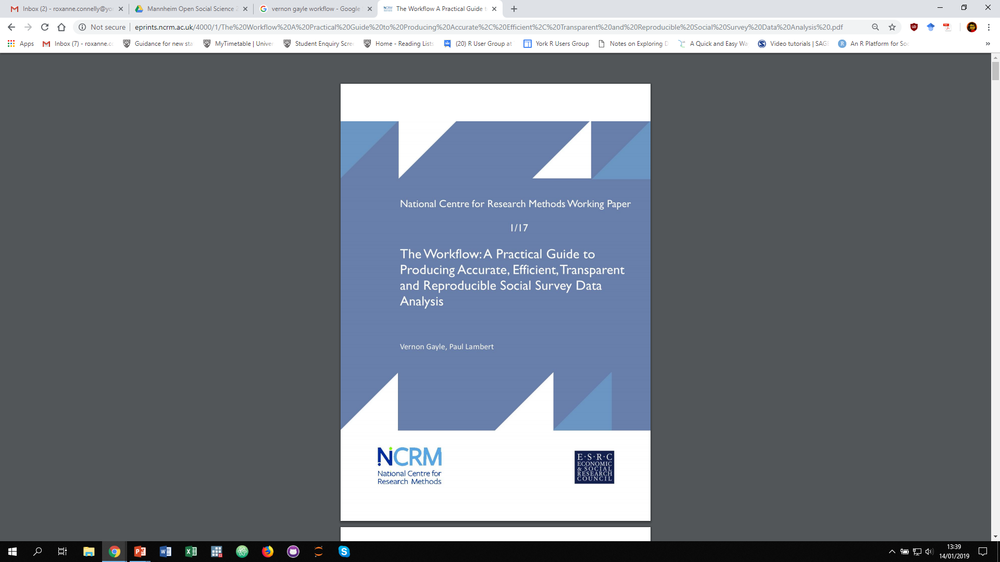 Inbox (2) - roxanne.connelly@yor
Mannheim Open Social Science 2
vernon gayle workflow - Google
The Workflow A Practical Guide t
Not secure
eprints.ncrm.ac.uk/4000/1/The%20Workflow%20A%20Practical%20Guide%20to%20Producing%20Accurate%2C%20Efficient%2C%20Transparent%20and%20Reproducible%20Social%20Survey%20Data%20Analysis%20.pdf
Apps
Inbox (7) - roxanne.c
Guidance for new sta
MyTimetable | Univer
Student Enquiry Scree
Home - Reading Lists
(20) R User Group at
York R Users Group
Notes on Exploring D
A Quick and Easy Wa
Video tutorials | SAGE
An R Platform for Soc
National Centre for Research Methods Working Paper
1/17
The Workflow: A Practical Guide to
Producing Accurate, Efficient, Transparent
and Reproducible Social Survey Data
Analysis
Vernon Gayle, Paul Lambert
NCRM
National Centre for
Research Methods
E·S·R·C
ECONOMIC
& SOCIAL
RESEARCH
COUNCIL
13:39
14/01/2019